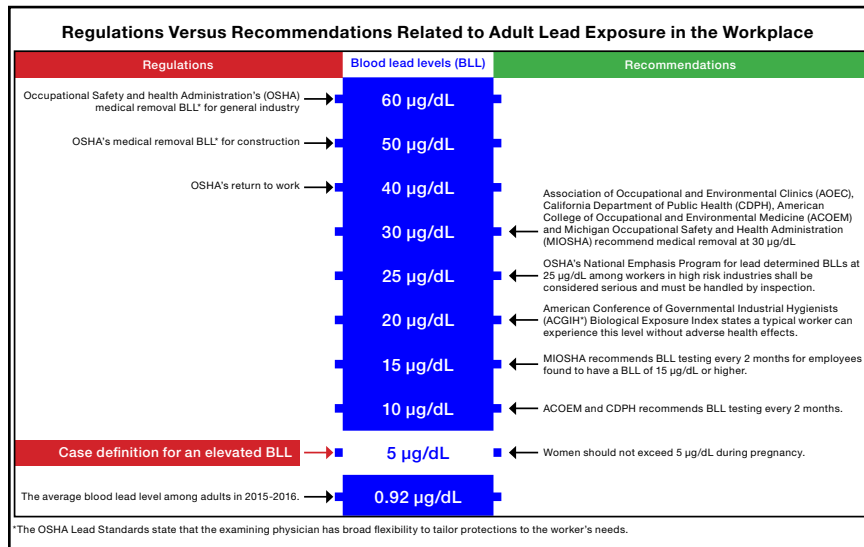 Regulations Versus Recommendations Related to Adult Lead Exposure in the Workplace
Regulations
Blood lead levels (BLL)
Recommendations
Occupational Safety and health Administration's (OSHA)
medical removal BLL* for general industry
60 µg/dL
OSHA's medical removal BLL* for construction
50 µg/dL
OSHA's return to work
40 µg/dL
Association of Occupational and Environmental Clinics (AOEC),
California Department of Public Health (CDPH), American
College of Occupational and Environmental Medicine (ACOEM)
and Michigan Occupational Safety and Health Administration
(MIOSHA) recommend medical removal at 30 µg/dL
30 µg/dL
OSHA's National Emphasis Program for lead determined BLLs at
25 µg/dL among workers in high risk industries shall be
considered serious and must be handled by inspection.
25 µg/dL
American Conference of Governmental Industrial Hygienists
(ACGIH*) Biological Exposure Index states a typical worker can
experience this level without adverse health effects.
20 µg/dL
MIOSHA recommends BLL testing every 2 months for employees
found to have a BLL of 15 µg/dL or higher.
15 µg/dL
10 µg/dL
ACOEM and CDPH recommends BLL testing every 2 months.
Case definition for an elevated BLL
5 µg/dL
Women should not exceed 5 µg/dL during pregnancy.
The average blood lead level among adults in 2015-2016.
0.92 µg/dL
*The OSHA Lead Standards state that the examining physician has broad flexibility to tailor protections to the worker's needs.